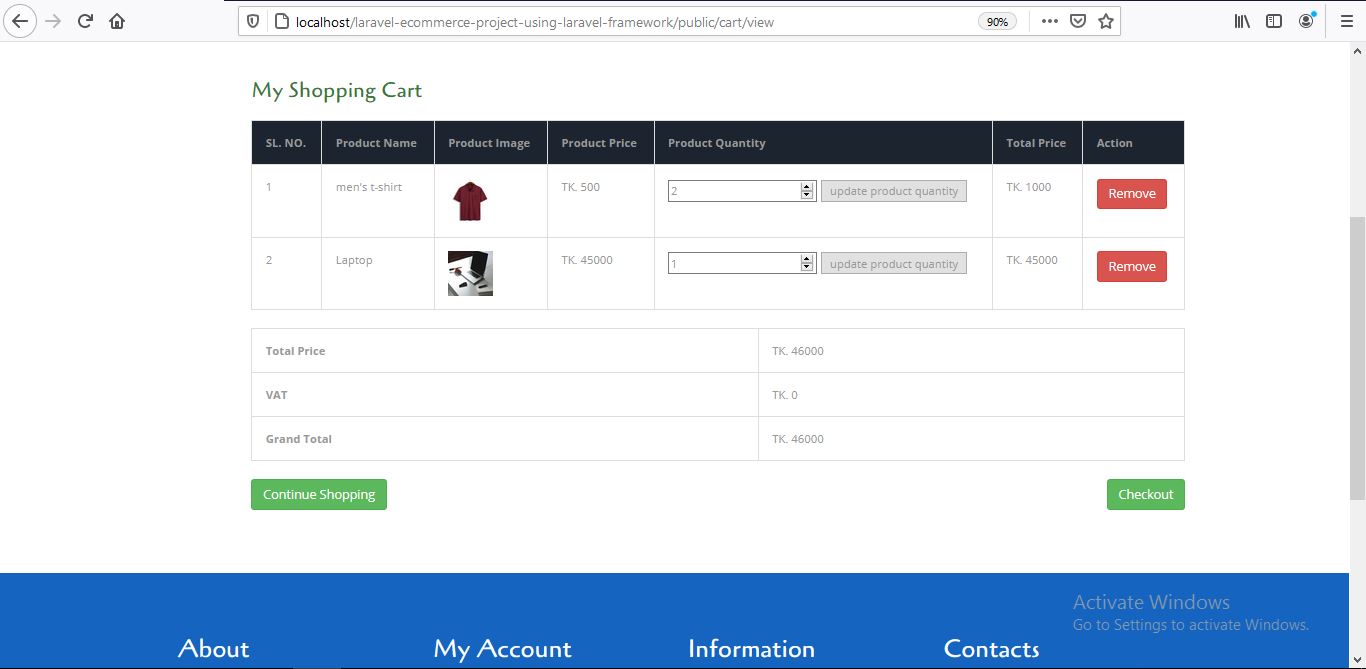 localhost/laravel-ecommerce-project-using-laravel-framework/public/cart/view 90%
My Shopping Cart
SL. NO. Product Name Product Image Product Price Product Quantity Total Price Action
1 men's t-shirt TK. 500 2 update product quantity TK. 1000 Remove
2 Laptop TK. 45000 1 update product quantity TK. 45000 Remove
Total Price TK. 46000
VAT TK. 0
Grand Total TK. 46000
Continue Shopping Checkout
Activate Windows
Go to Settings to activate Windows.
About My Account Information Contacts